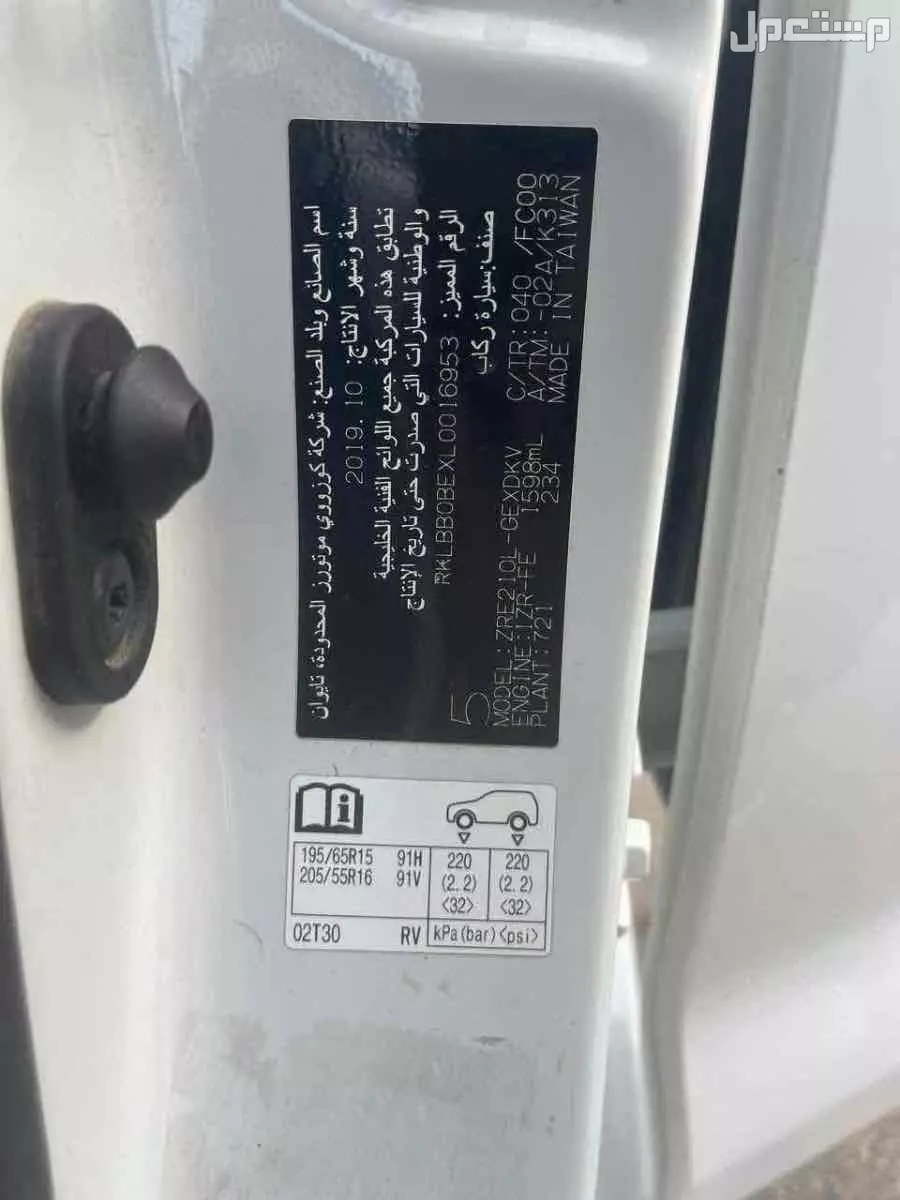 مستعمل
اسم الصانع وبلد الصنع: شركة كوزووي موتورز المحدودة، تايوان
سنة وشهر الإنتاج: 2019. 10
تطابق هذه المركبة جميع اللوائح الفنية الخليجية
والوطنية للسيارات التي صدرت حتى تاريخ الإنتاج
الرقم المميز: RKLBB0BEXL0016953
صنف: سيارة ركاب
5
MODEL: ZRE210L-GEXDKV C/TR: 040 /FC00
ENGINE: 1ZR-FE 1598mL A/TM: -02A/K313
PLANT: 721 234 MADE IN TAIWAN
195/65R15 91H 220 220
205/55R16 91V (2.2) (2.2)
<32> <32>
02T30 RV kPa(bar)<psi>